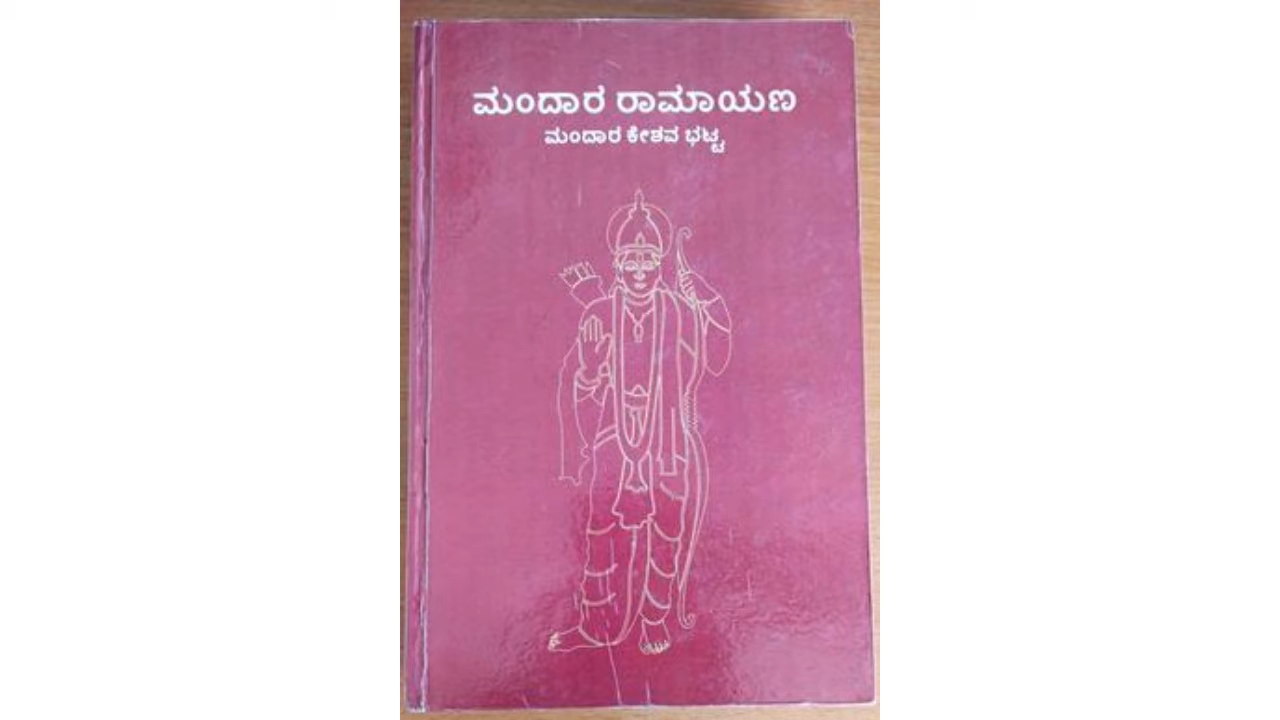 ಮಂದಾರ ರಾಮಾಯಣ
ಮಂದಾರ ಕೇಶವ ಭಟ್ಟ